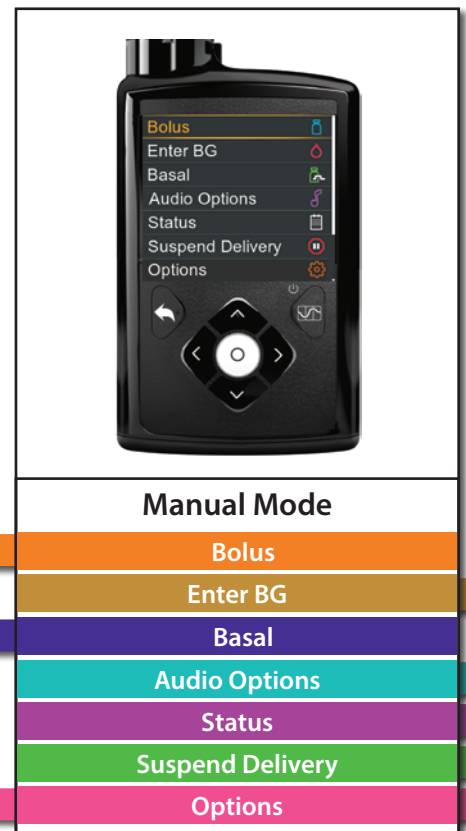 Bolus
Enter BG
Basal
Audio Options
Status
Suspend Delivery
Options
Manual Mode
Bolus
Enter BG
Basal
Audio Options
Status
Suspend Delivery
Options